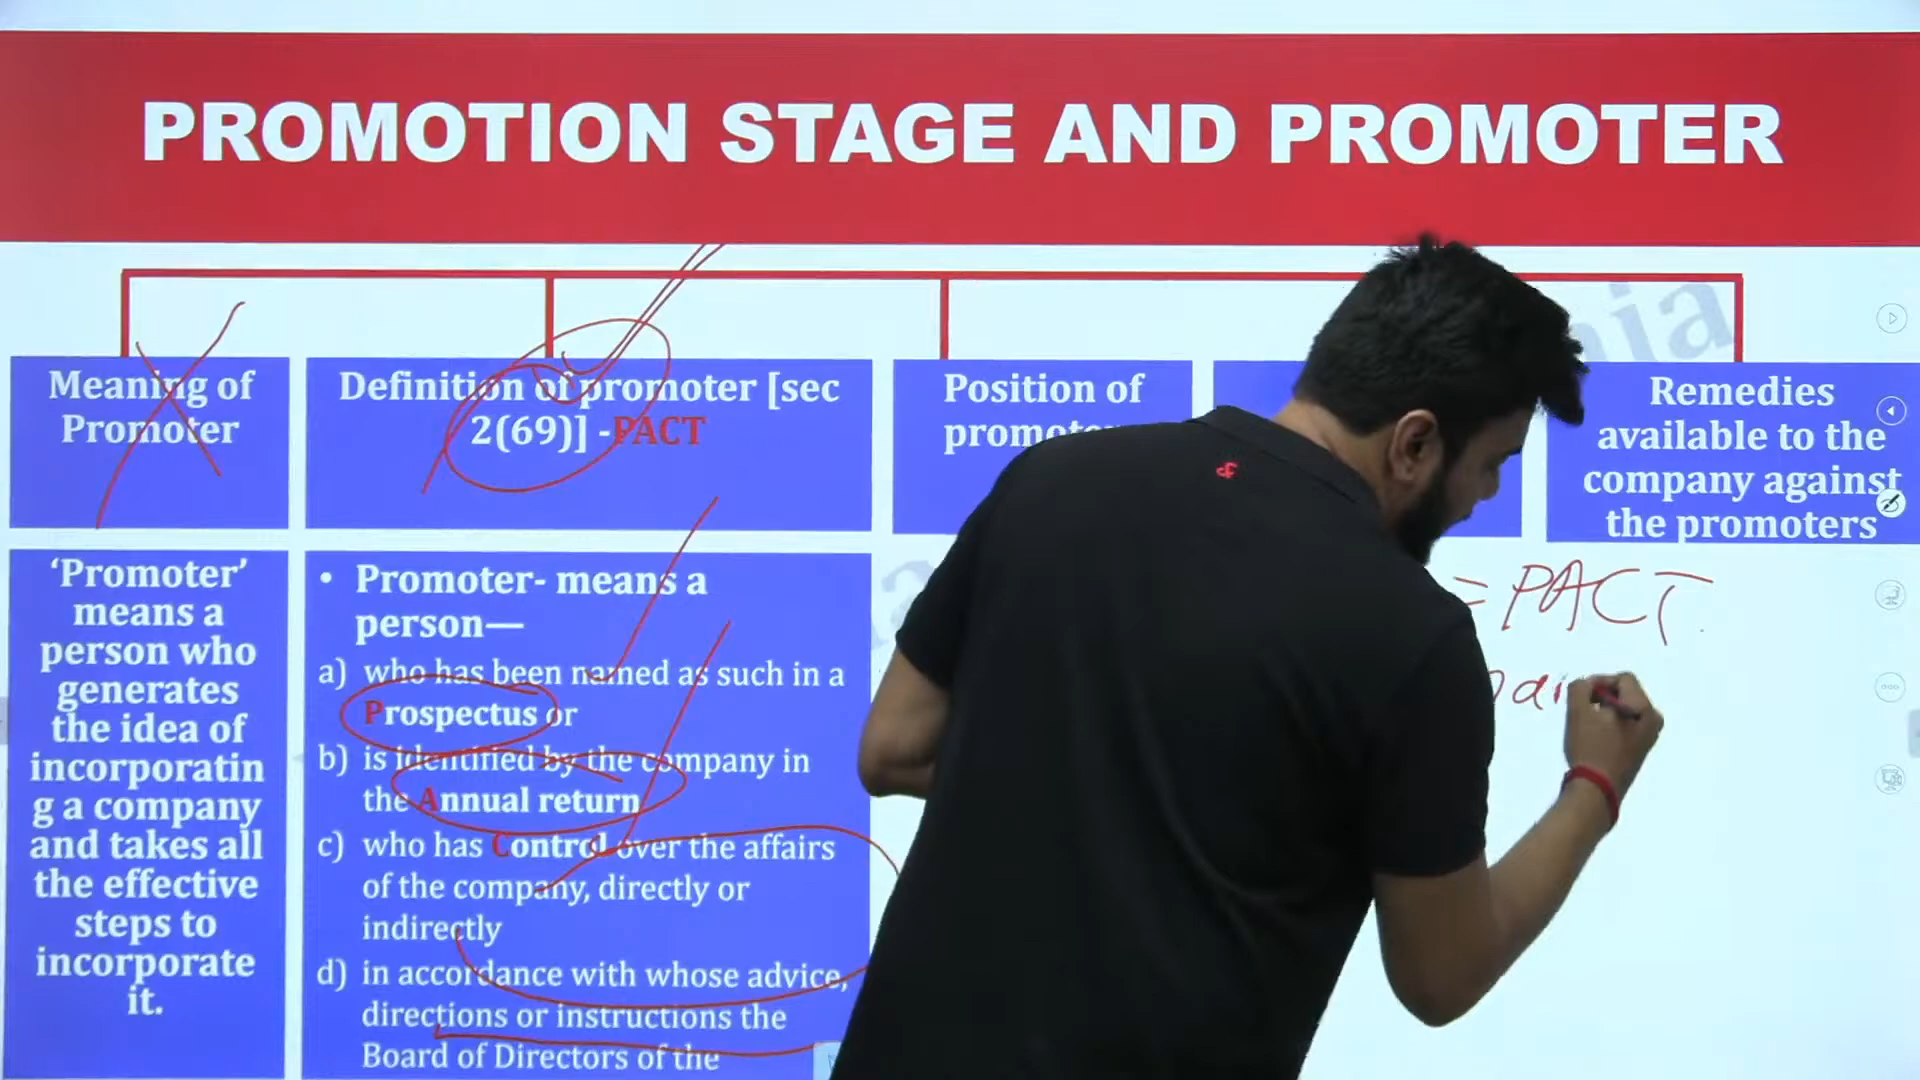 PROMOTION STAGE AND PROMOTER
Meaning of
Promoter
Definition of promoter [sec
2(69)] -PACT
Position of
Remedies
available to the
company against
the promoters
‘Promoter’
means a
person who
generates
the idea of
incorporatin
g a company
and takes all
the effective
steps to
incorporate
it.
• Promoter- means a
person—
a) who has been named as such in a
Prospectus or
b) is identified by the company in
the Annual return
c) who has Control over the affairs
of the company, directly or
indirectly
d) in accordance with whose advice,
directions or instructions the
Board of Directors of the
= PACT